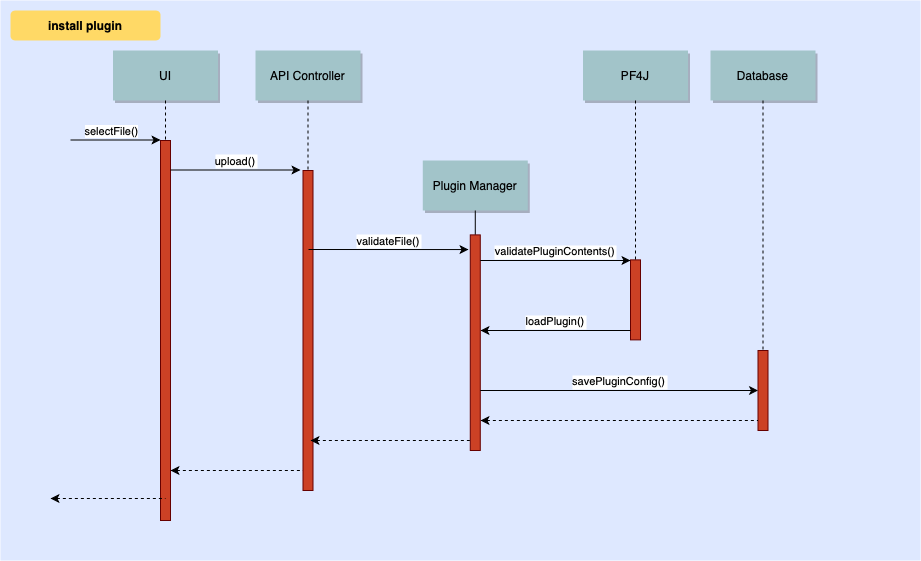 install plugin
UI
API Controller
PF4J
Database
selectFile()
upload()
Plugin Manager
validateFile()
validatePluginContents()
loadPlugin()
savePluginConfig()